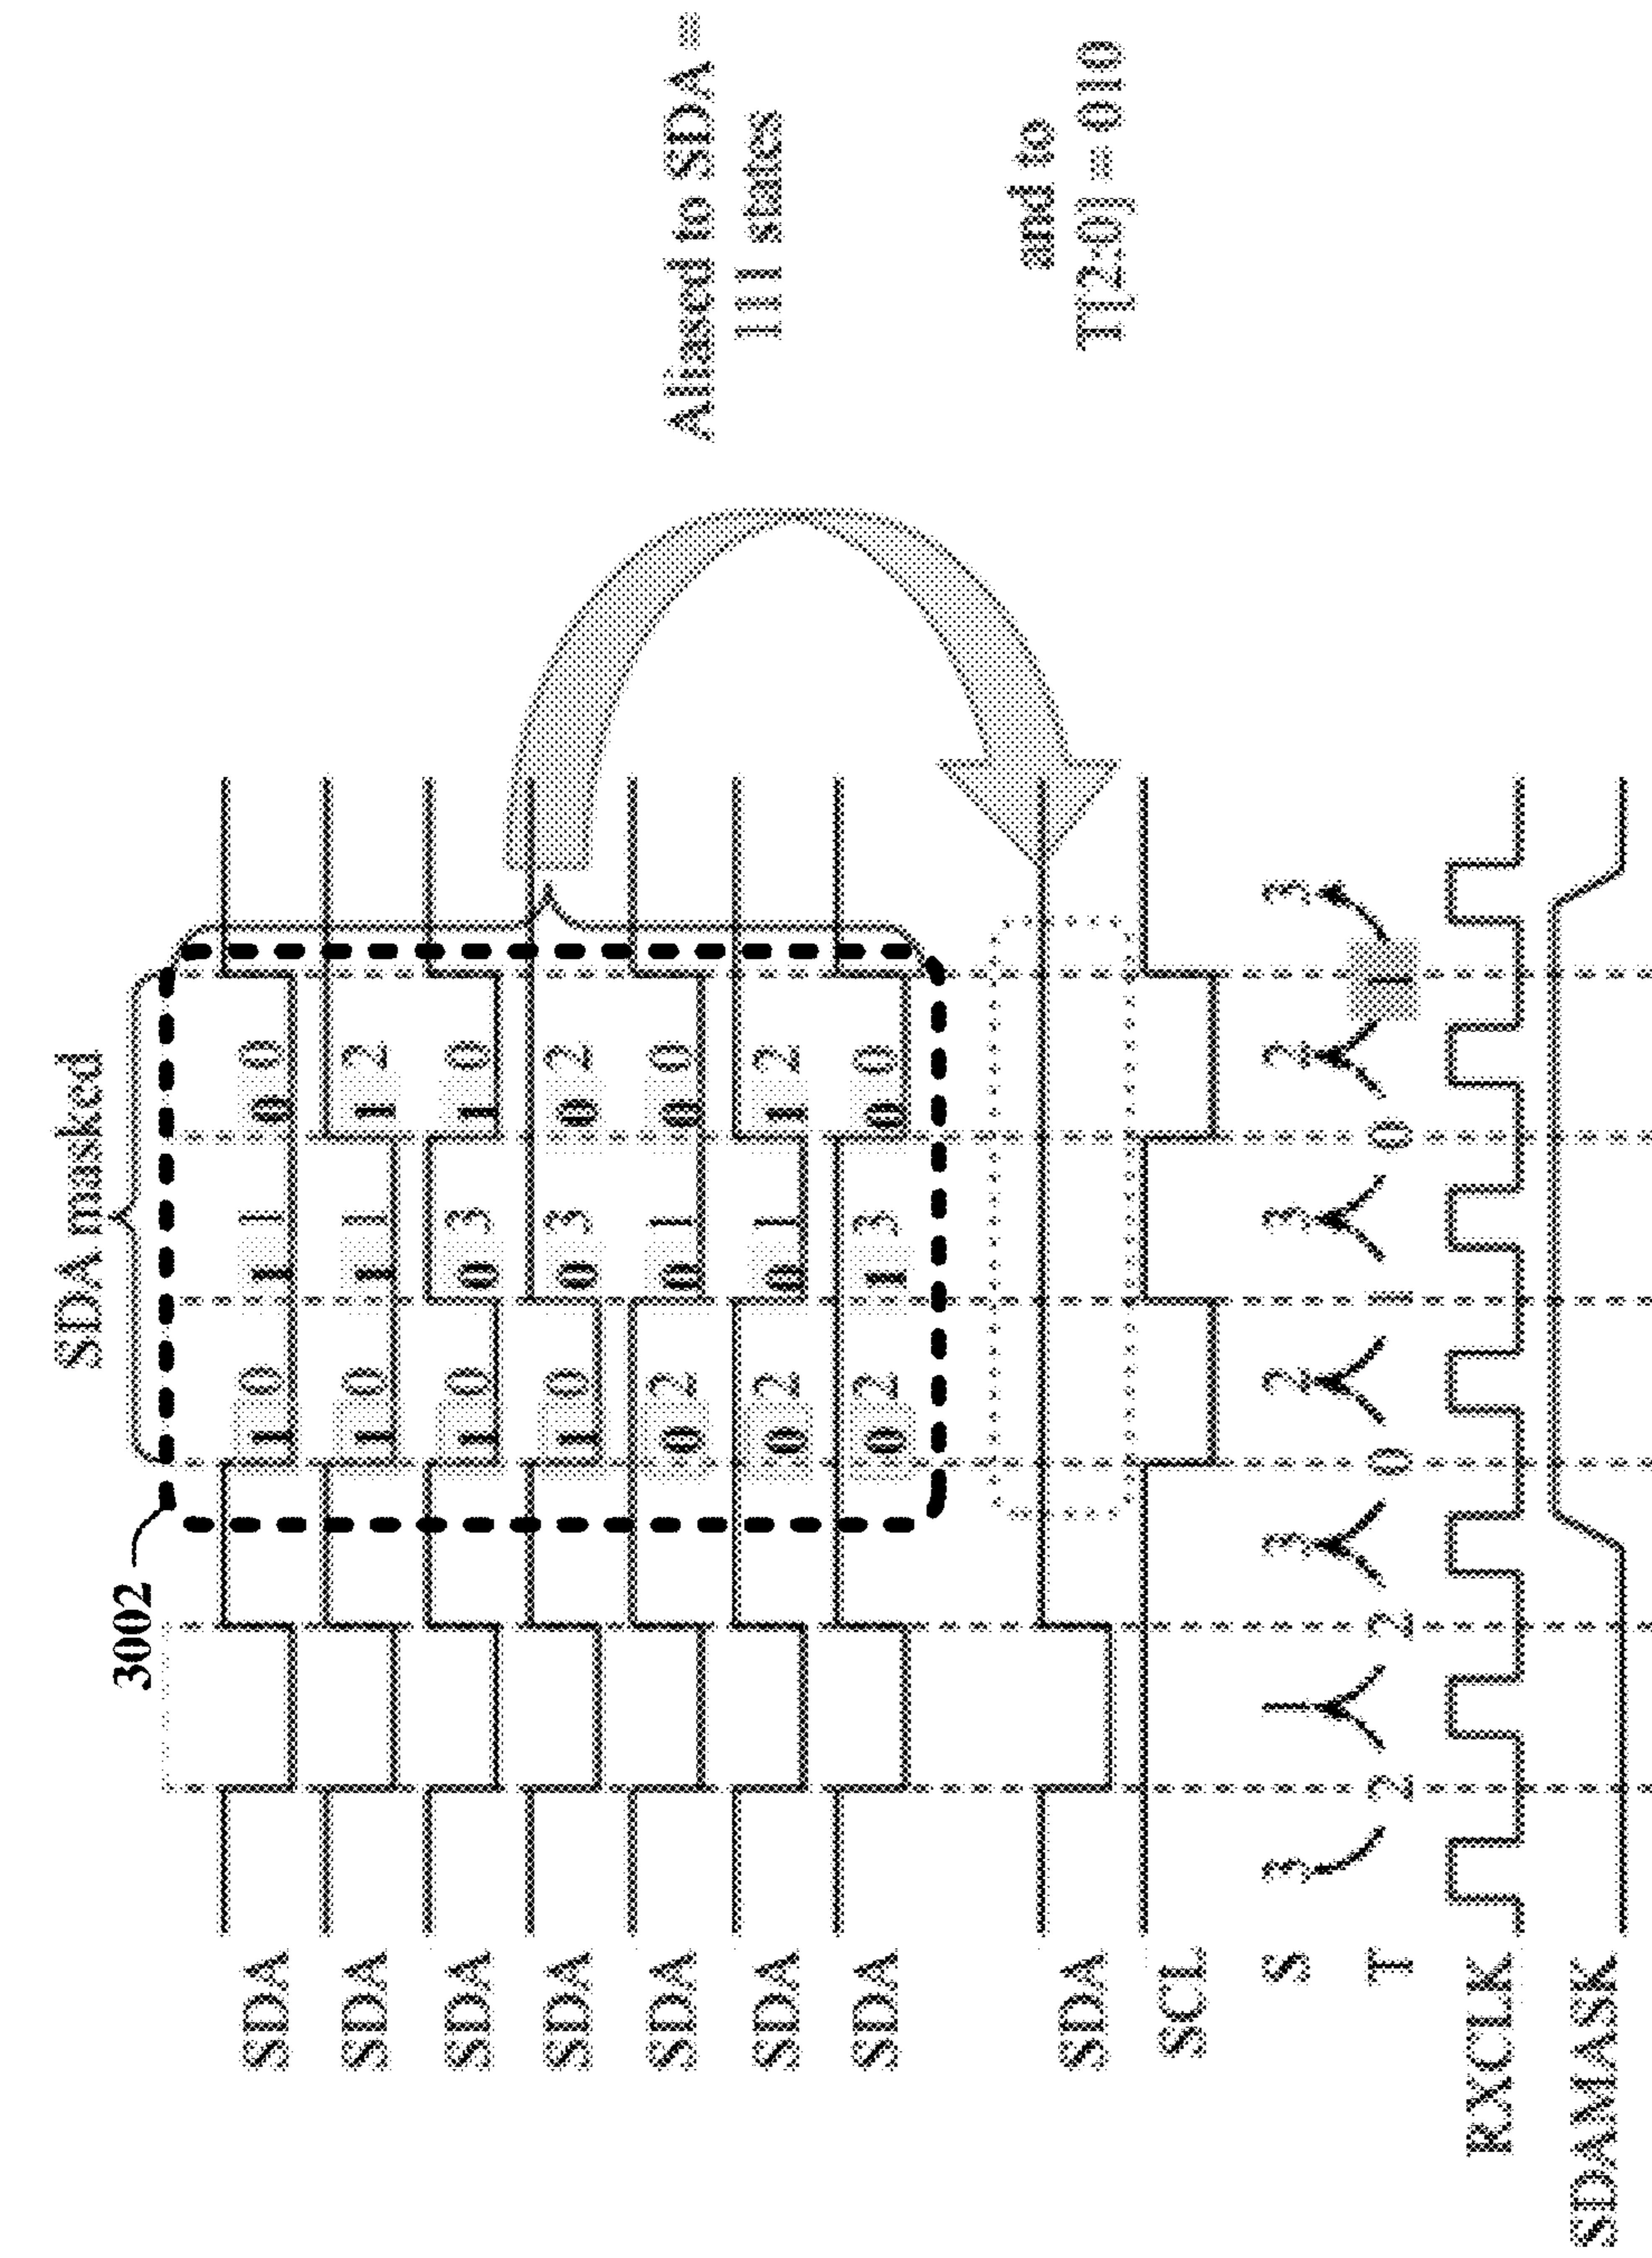 SDA masked
3002
SDA 1 0 1 1 0 0
SDA 1 0 1 1 1 2
SDA 1 0 0 3 1 0
SDA 1 0 0 3 0 2
SDA 0 2 0 1 0 0
SDA 0 2 0 1 1 2
SDA 0 2 1 3 0 0
Aliased to SDA =
111 states
and to
T[2:0] = 010
SDA
SCL
S 3 1 3 2 3 2 3
T 2 2 0 1 0 1
RXCLK
SDAMASK